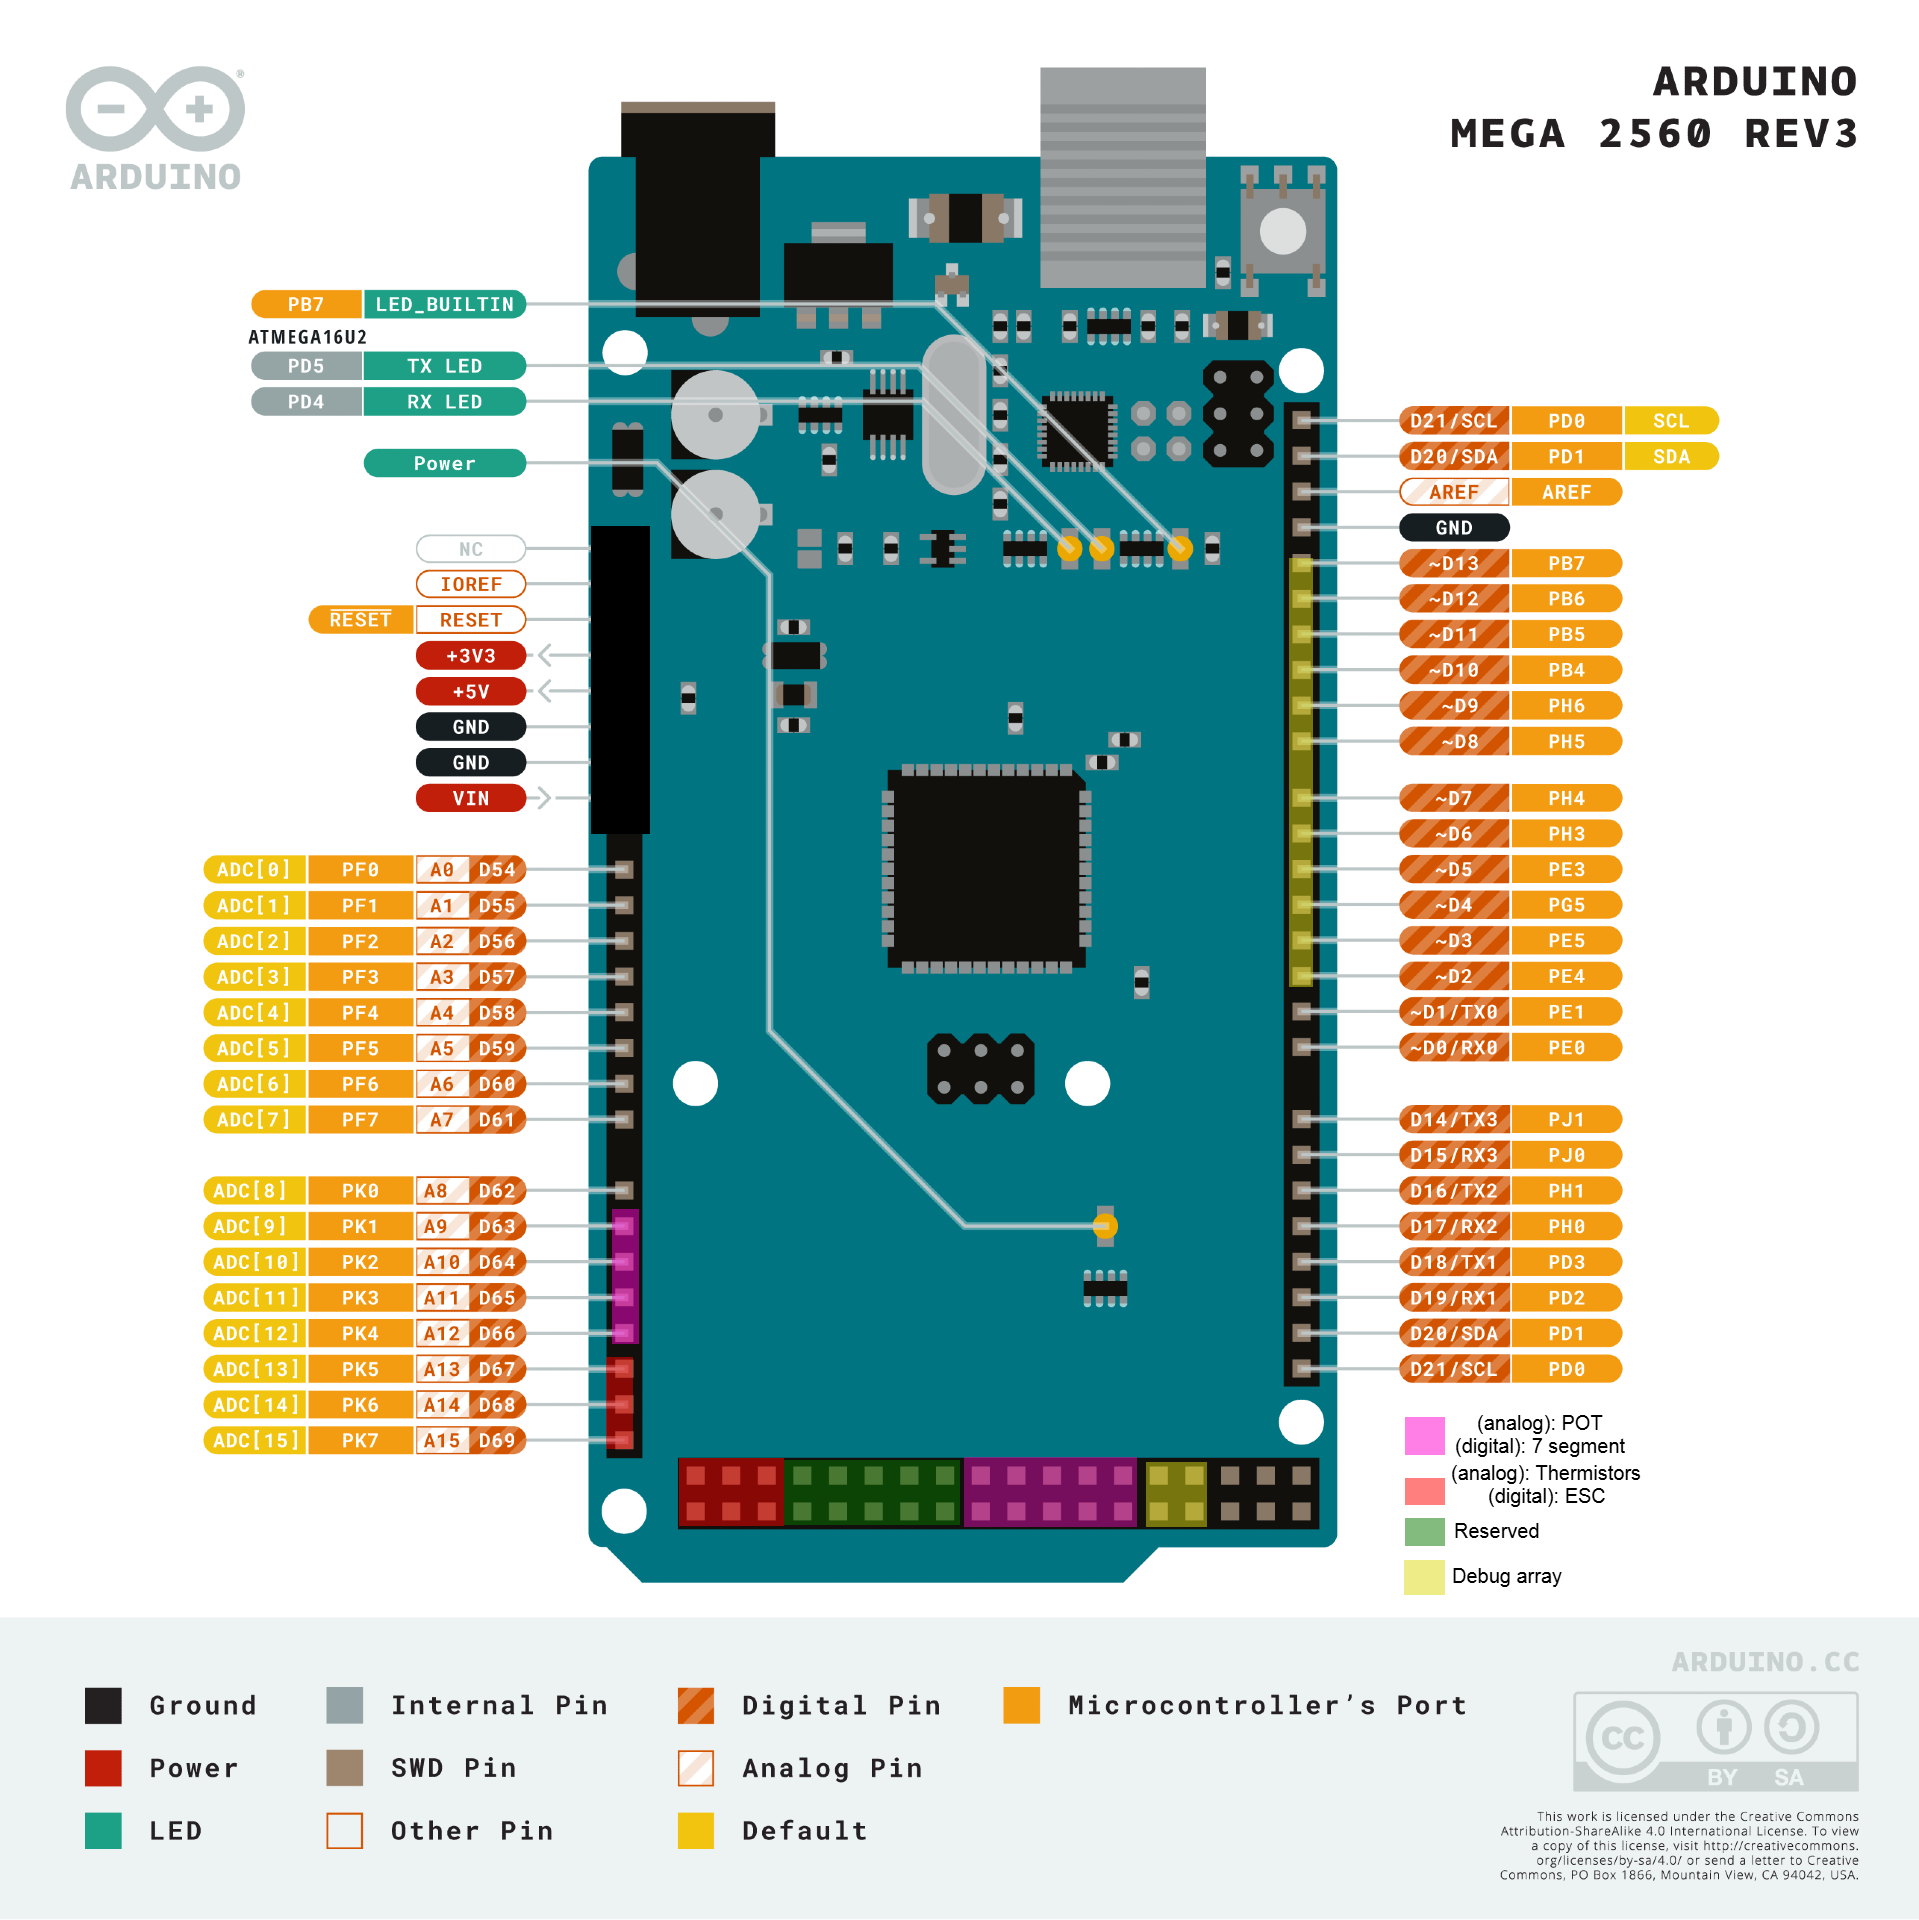 ARDUINO
MEGA 2560 REV3
®
ARDUINO
PB7 LED_BUILTIN
ATMEGA16U2
PD5 TX LED
PD4 RX LED
Power
NC
IOREF
RESET RESET
+3V3
+5V
GND
GND
VIN
ADC[0] PF0 A0 D54
ADC[1] PF1 A1 D55
ADC[2] PF2 A2 D56
ADC[3] PF3 A3 D57
ADC[4] PF4 A4 D58
ADC[5] PF5 A5 D59
ADC[6] PF6 A6 D60
ADC[7] PF7 A7 D61
ADC[8] PK0 A8 D62
ADC[9] PK1 A9 D63
ADC[10] PK2 A10 D64
ADC[11] PK3 A11 D65
ADC[12] PK4 A12 D66
ADC[13] PK5 A13 D67
ADC[14] PK6 A14 D68
ADC[15] PK7 A15 D69
D21/SCL PD0 SCL
D20/SDA PD1 SDA
AREF AREF
GND
~D13 PB7
~D12 PB6
~D11 PB5
~D10 PB4
~D9 PH6
~D8 PH5
~D7 PH4
~D6 PH3
~D5 PE3
~D4 PG5
~D3 PE5
~D2 PE4
~D1/TX0 PE1
~D0/RX0 PE0
D14/TX3 PJ1
D15/RX3 PJ0
D16/TX2 PH1
D17/RX2 PH0
D18/TX1 PD3
D19/RX1 PD2
D20/SDA PD1
D21/SCL PD0
(analog): POT
(digital): 7 segment
(analog): Thermistors
(digital): ESC
Reserved
Debug array
Ground
Power
LED
Internal Pin
SWD Pin
Other Pin
Digital Pin
Analog Pin
Default
Microcontroller's Port
ARDUINO.CC
CC
BY SA
This work is licensed under the Creative Commons
Attribution-ShareAlike 4.0 International License. To view
a copy of this license, visit http://creativecommons.
org/licenses/by-sa/4.0/ or send a letter to Creative
Commons, PO Box 1866, Mountain View, CA 94042, USA.